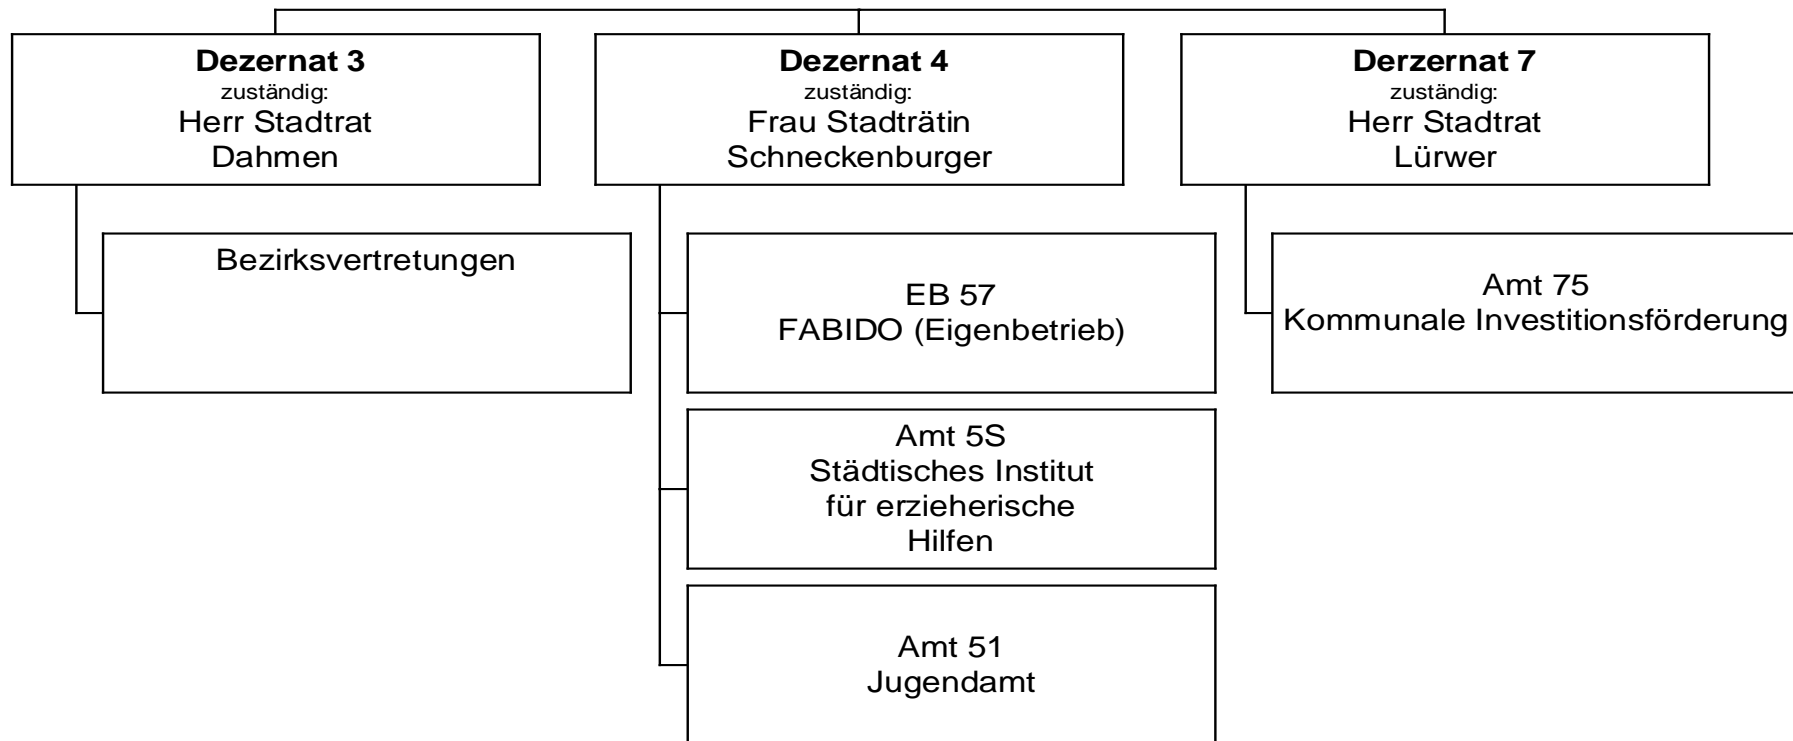 Dezernat 3
zuständig:
Herr Stadtrat
Dahmen
Bezirksvertretungen
Dezernat 4
zuständig:
Frau Stadträtin
Schneckenburger
EB 57
FABIDO (Eigenbetrieb)
Amt 5S
Städtisches Institut
für erzieherische
Hilfen
Amt 51
Jugendamt
Derzernat 7
zuständig:
Herr Stadtrat
Lürwer
Amt 75
Kommunale Investitionsförderung